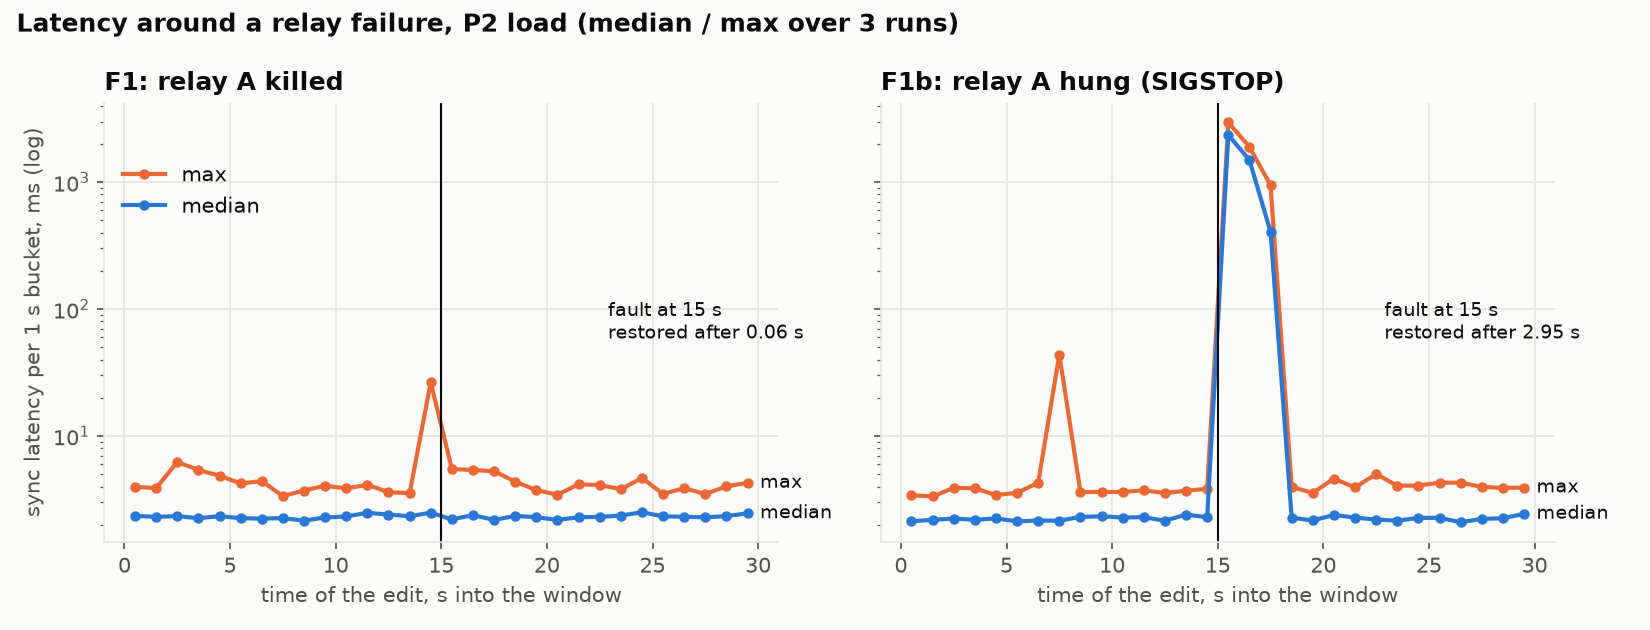 Latency around a relay failure, P2 load (median / max over 3 runs)
F1: relay A killed
sync latency per 1 s bucket, ms (log)
10³
10²
10¹
max
median
fault at 15 s
restored after 0.06 s
max
median
0 5 10 15 20 25 30
time of the edit, s into the window
F1b: relay A hung (SIGSTOP)
fault at 15 s
restored after 2.95 s
max
median
0 5 10 15 20 25 30
time of the edit, s into the window